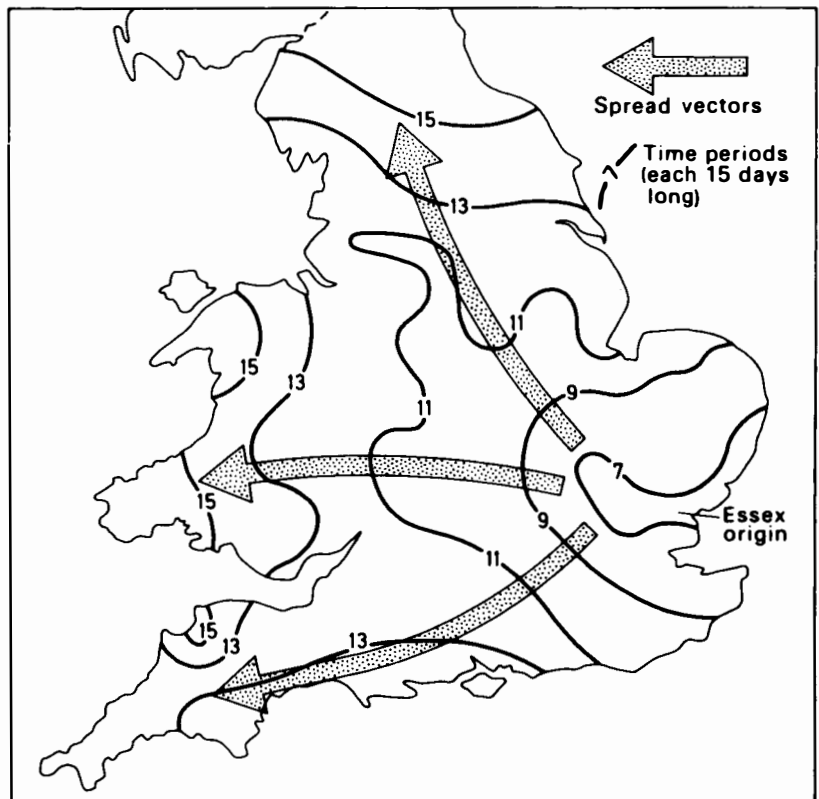 Spread vectors
Time periods
(each 15 days
long)
15
13
11
15
13
9
11
7
15
Essex
origin
9
11
15
13
13